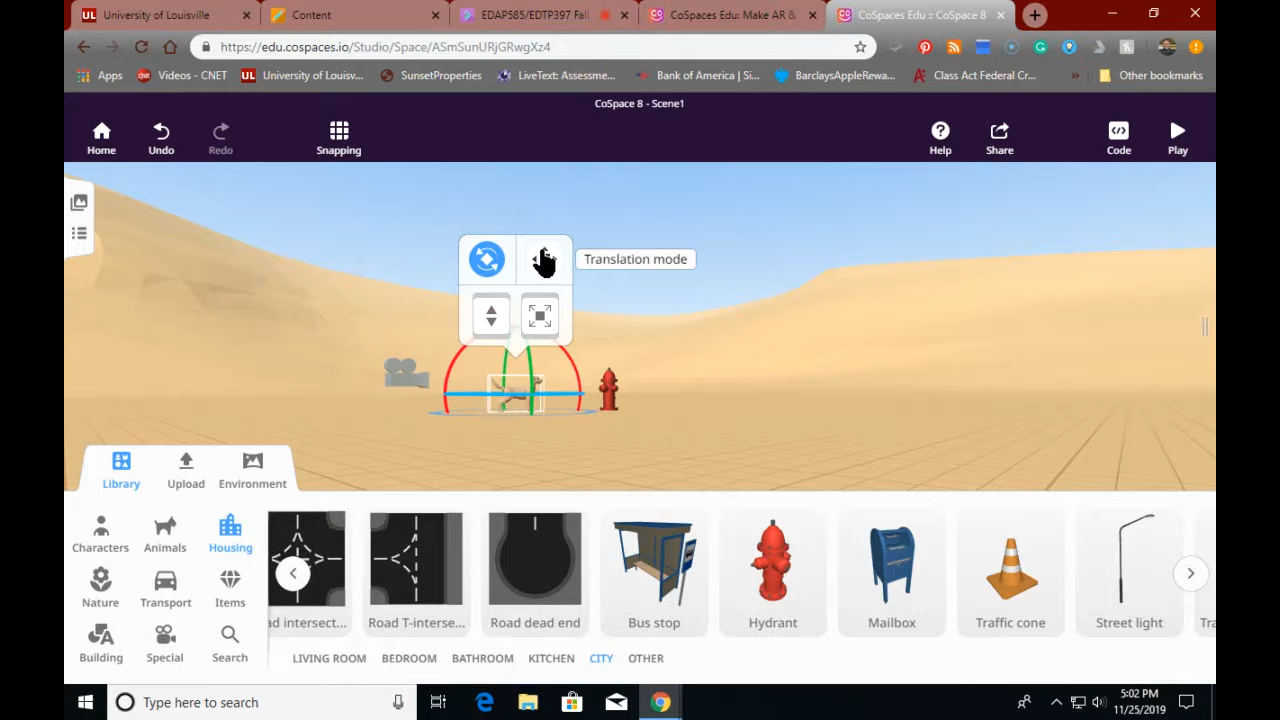 University of Louisville
Content
EDAP585/EDTP397 Fall
CoSpaces Edu: Make AR &
CoSpaces Edu :: CoSpace 8
https://edu.cospaces.io/Studio/Space/ASmSunURjGRwgXz4
Apps
Videos - CNET
University of Louisv...
SunsetProperties
LiveText: Assessme...
Bank of America | Si...
BarclaysAppleRewa...
Class Act Federal Cr...
Other bookmarks
CoSpace 8 - Scene1
Home
Undo
Redo
Snapping
Help
Share
Code
Play
Translation mode
Library
Upload
Environment
Characters
Animals
Housing
Nature
Transport
Items
Building
Special
Search
ad intersect...
Road T-interse...
Road dead end
Bus stop
Hydrant
Mailbox
Traffic cone
Street light
Tra
LIVING ROOM
BEDROOM
BATHROOM
KITCHEN
CITY
OTHER
Type here to search
5:02 PM
11/25/2019